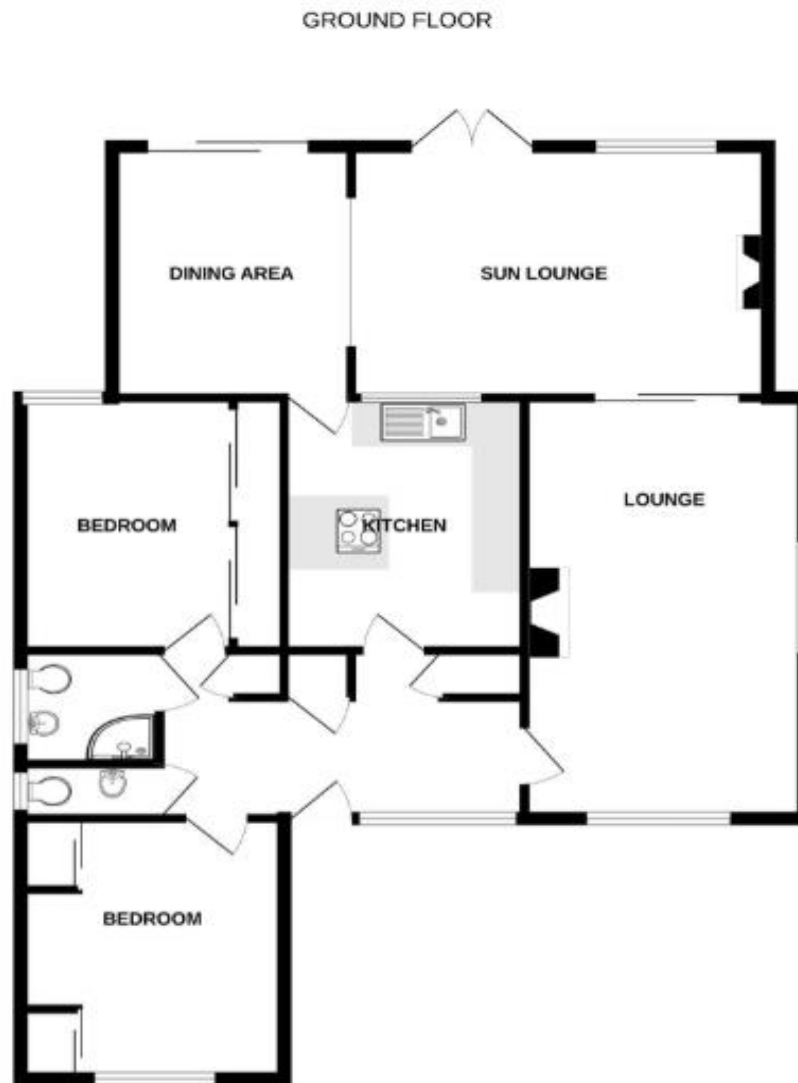 GROUND FLOOR
DINING AREA
SUN LOUNGE
LOUNGE
BEDROOM
KITCHEN
BEDROOM